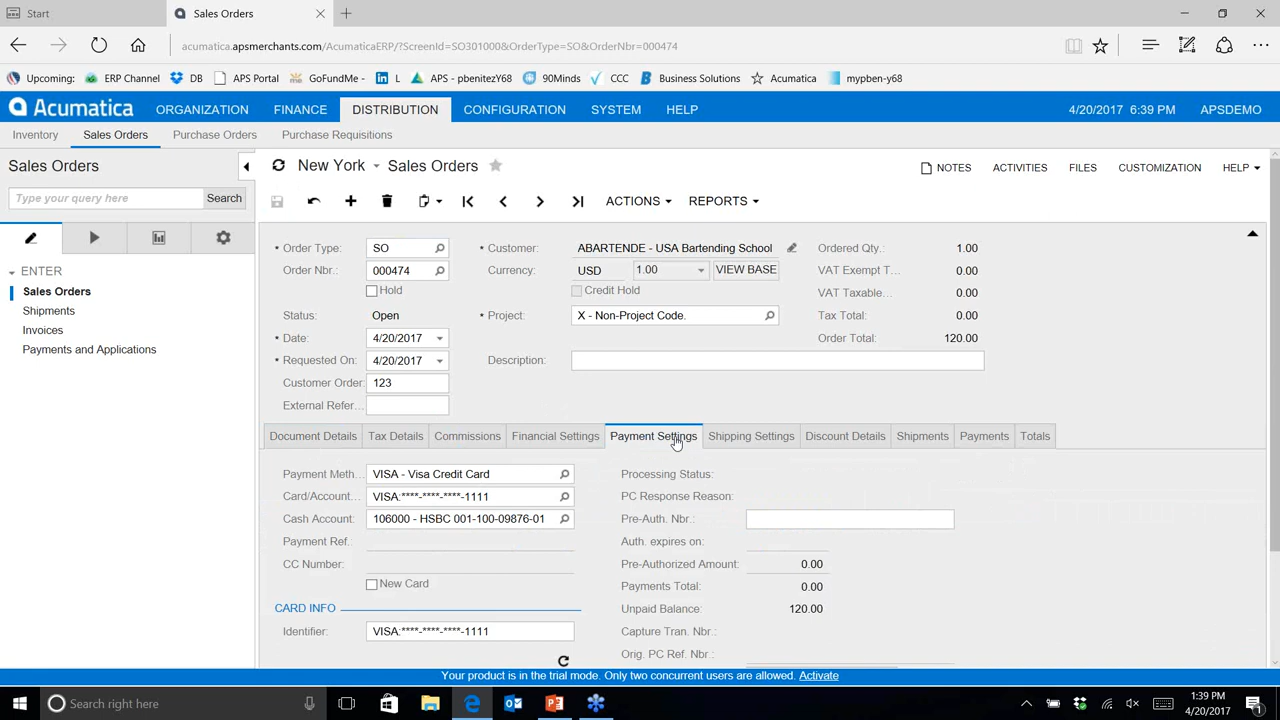 Start
Sales Orders
acumatica.apsmerchants.com/AcumaticaERP/?ScreenId=SO301000&OrderType=SO&OrderNbr=000474
Upcoming: ERP Channel DB APS Portal GoFundMe - L APS - pbenitezY68 90Minds CCC Business Solutions Acumatica mypben-y68
Acumatica ORGANIZATION FINANCE DISTRIBUTION CONFIGURATION SYSTEM HELP 4/20/2017 6:39 PM APSDEMO
Inventory Sales Orders Purchase Orders Purchase Requisitions
Sales Orders
Type your query here Search
ENTER
Sales Orders
Shipments
Invoices
Payments and Applications
New York Sales Orders NOTES ACTIVITIES FILES CUSTOMIZATION HELP
ACTIONS REPORTS
Order Type: SO Customer: ABARTENDE - USA Bartending School Ordered Qty.: 1.00
Order Nbr.: 000474 Currency: USD 1.00 VIEW BASE VAT Exempt T... 0.00
Hold Credit Hold VAT Taxable... 0.00
Status: Open Project: X - Non-Project Code. Tax Total: 0.00
Date: 4/20/2017 Order Total: 120.00
Requested On: 4/20/2017 Description:
Customer Order: 123
External Refer...
Document Details Tax Details Commissions Financial Settings Payment Settings Shipping Settings Discount Details Shipments Payments Totals
Payment Meth... VISA - Visa Credit Card Processing Status:
Card/Account... VISA:****-****-****-1111 PC Response Reason:
Cash Account: 106000 - HSBC 001-100-09876-01 Pre-Auth. Nbr.:
Payment Ref.: Auth. expires on:
CC Number: Pre-Authorized Amount: 0.00
New Card Payments Total: 0.00
CARD INFO Unpaid Balance: 120.00
Identifier: VISA:****-****-****-1111 Capture Tran. Nbr.:
Orig. PC Ref. Nbr.:
Your product is in the trial mode. Only two concurrent users are allowed. Activate
Search right here 1:39 PM
4/20/2017
1